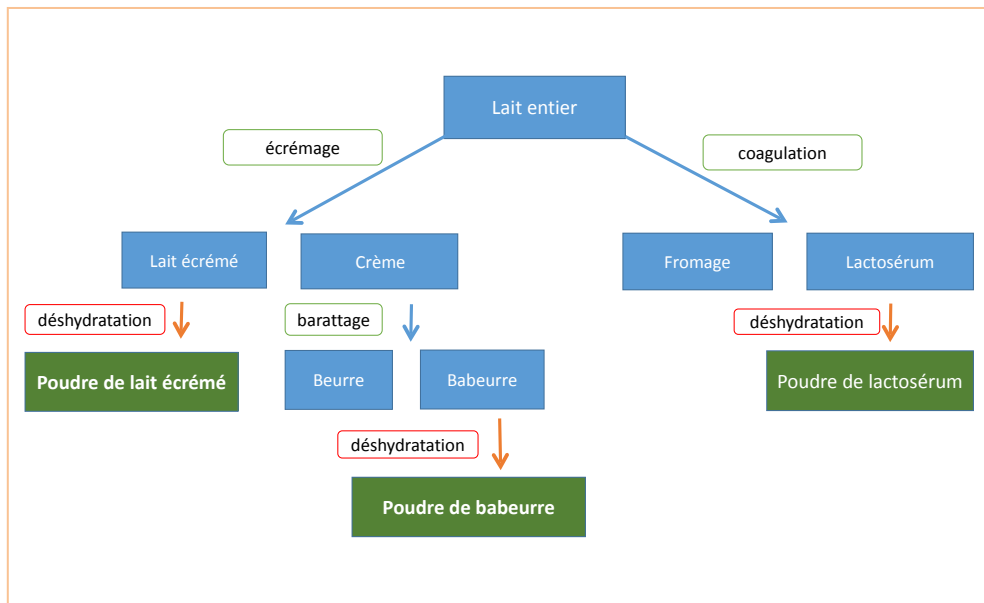 Lait entier
écrémage
coagulation
Lait écrémé
Crème
Fromage
Lactosérum
déshydratation
barattage
déshydratation
Poudre de lait écrémé
Beurre
Babeurre
Poudre de lactosérum
déshydratation
Poudre de babeurre